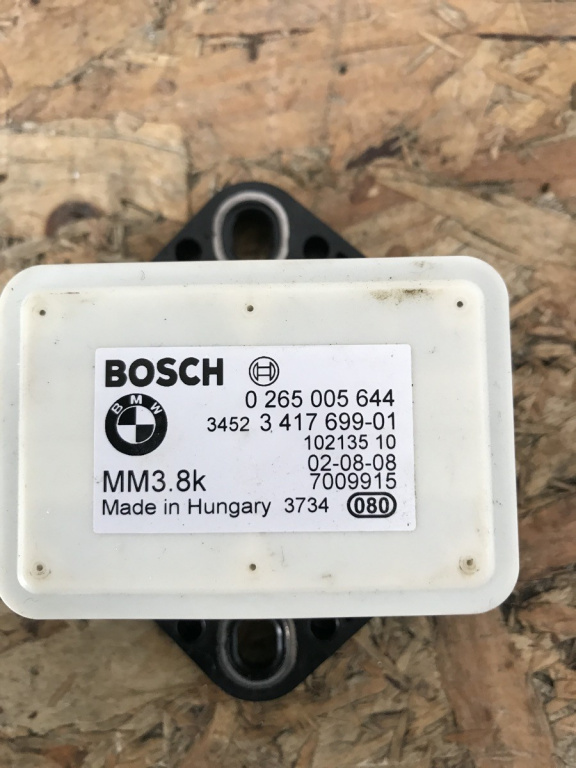 BOSCH
BMW
0 265 005 644
3452 3 417 699-01
102135 10
02-08-08
MM3.8k 7009915
Made in Hungary 3734 080